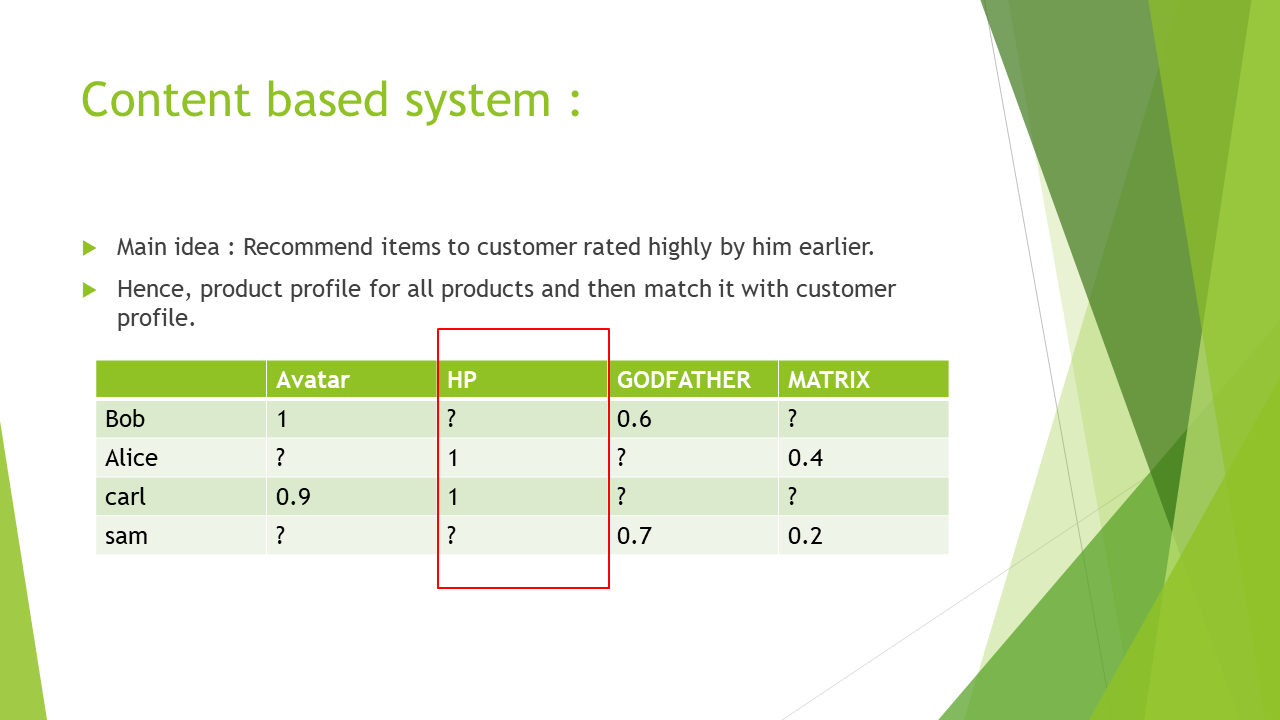 Content based system :
Main idea : Recommend items to customer rated highly by him earlier.
Hence, product profile for all products and then match it with customer
profile.
Avatar HP GODFATHER MATRIX
Bob 1 ? 0.6 ?
Alice ? 1 ? 0.4
carl 0.9 1 ? ?
sam ? ? 0.7 0.2